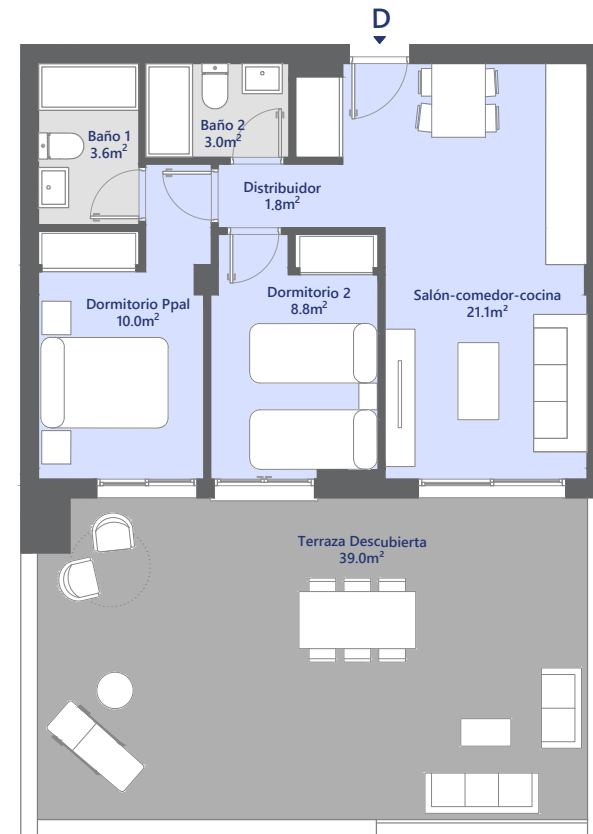 D
Baño 1
3.6m²
Baño 2
3.0m²
Distribuidor
1.8m²
Dormitorio Ppal
10.0m²
Dormitorio 2
8.8m²
Salón-comedor-cocina
21.1m²
Terraza Descubierta
39.0m²